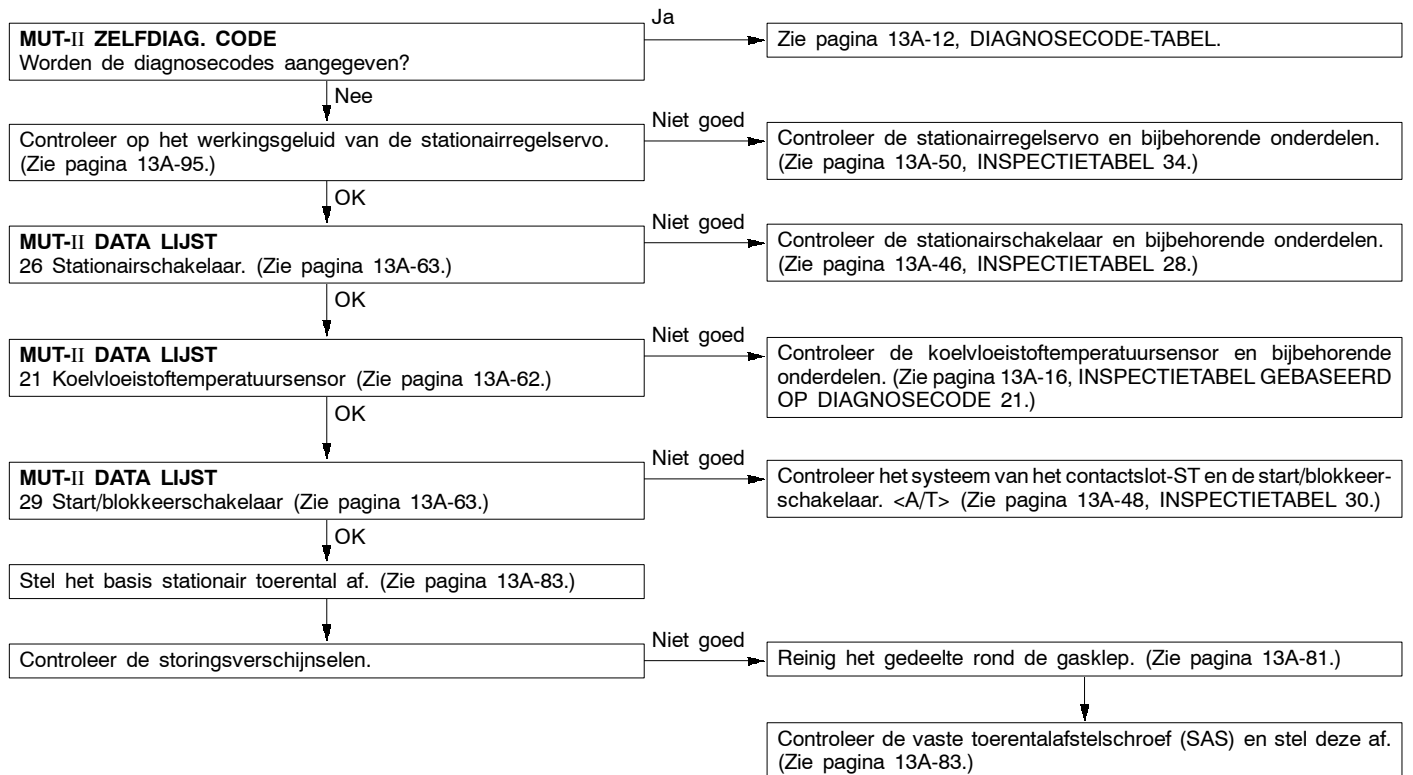 MUT-II ZELFDIAG. CODE
Worden de diagnosecodes aangegeven?
Ja
Zie pagina 13A-12, DIAGNOSECODE-TABEL.
Nee
Controleer op het werkingsgeluid van de stationairregelservo.
(Zie pagina 13A-95.)
Niet goed
Controleer de stationairregelservo en bijbehorende onderdelen.
(Zie pagina 13A-50, INSPECTIETABEL 34.)
OK
MUT-II DATA LIJST
26 Stationairschakelaar. (Zie pagina 13A-63.)
Niet goed
Controleer de stationairschakelaar en bijbehorende onderdelen.
(Zie pagina 13A-46, INSPECTIETABEL 28.)
OK
MUT-II DATA LIJST
21 Koelvloeistoftemperatuursensor (Zie pagina 13A-62.)
Niet goed
Controleer de koelvloeistoftemperatuursensor en bijbehorende
onderdelen. (Zie pagina 13A-16, INSPECTIETABEL GEBASEERD
OP DIAGNOSECODE 21.)
OK
MUT-II DATA LIJST
29 Start/blokkeerschakelaar (Zie pagina 13A-63.)
Niet goed
Controleer het systeem van het contactslot-ST en de start/blokkeer-
schakelaar. <A/T> (Zie pagina 13A-48, INSPECTIETABEL 30.)
OK
Stel het basis stationair toerental af. (Zie pagina 13A-83.)
Controleer de storingsverschijnselen.
Niet goed
Reinig het gedeelte rond de gasklep. (Zie pagina 13A-81.)
Controleer de vaste toerentalafstelschroef (SAS) en stel deze af.
(Zie pagina 13A-83.)